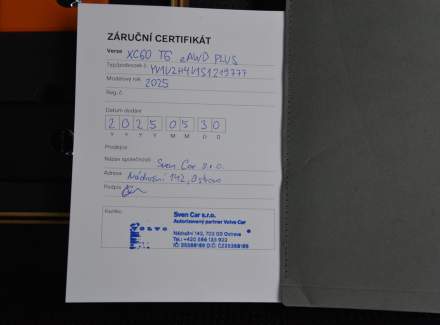 ZÁRUČNÍ CERTIFIKÁT
Verze XC60 T6 eAWD PLUS
Typ/podvozek č.
Modelový rok 2025
Reg. č.
Datum dodání
2 0 2 5 0 5 3 0
Y Y Y Y M M D D
Prodejce
Název společnosti Sven Car s.r.o.
Adresa Nádražní 142, Ostrava
Podpis
Razítko
VOLVO
Sven Car s.r.o.
Autorizovaný partner Volvo Car
Nádražní 142, 702 00 Ostrava